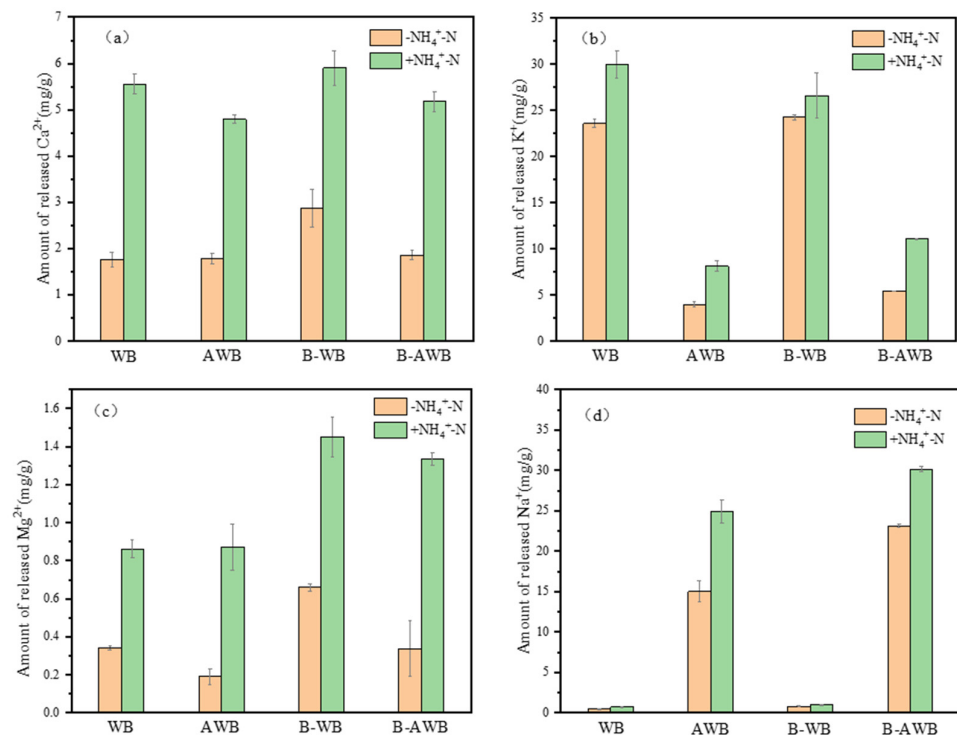 (a)
-NH₄⁺-N
+NH₄⁺-N
Amount of released Ca²⁺(mg/g)
7
6
5
4
3
2
1
0
WB AWB B-WB B-AWB
(b)
-NH₄⁺-N
+NH₄⁺-N
Amount of released K⁺(mg/g)
35
30
25
20
15
10
5
0
WB AWB B-WB B-AWB
(c)
-NH₄⁺-N
+NH₄⁺-N
Amount of released Mg²⁺(mg/g)
1.6
1.4
1.2
1.0
0.8
0.6
0.4
0.2
0.0
WB AWB B-WB B-AWB
(d)
-NH₄⁺-N
+NH₄⁺-N
Amount of released Na⁺(mg/g)
40
35
30
25
20
15
10
5
0
WB AWB B-WB B-AWB